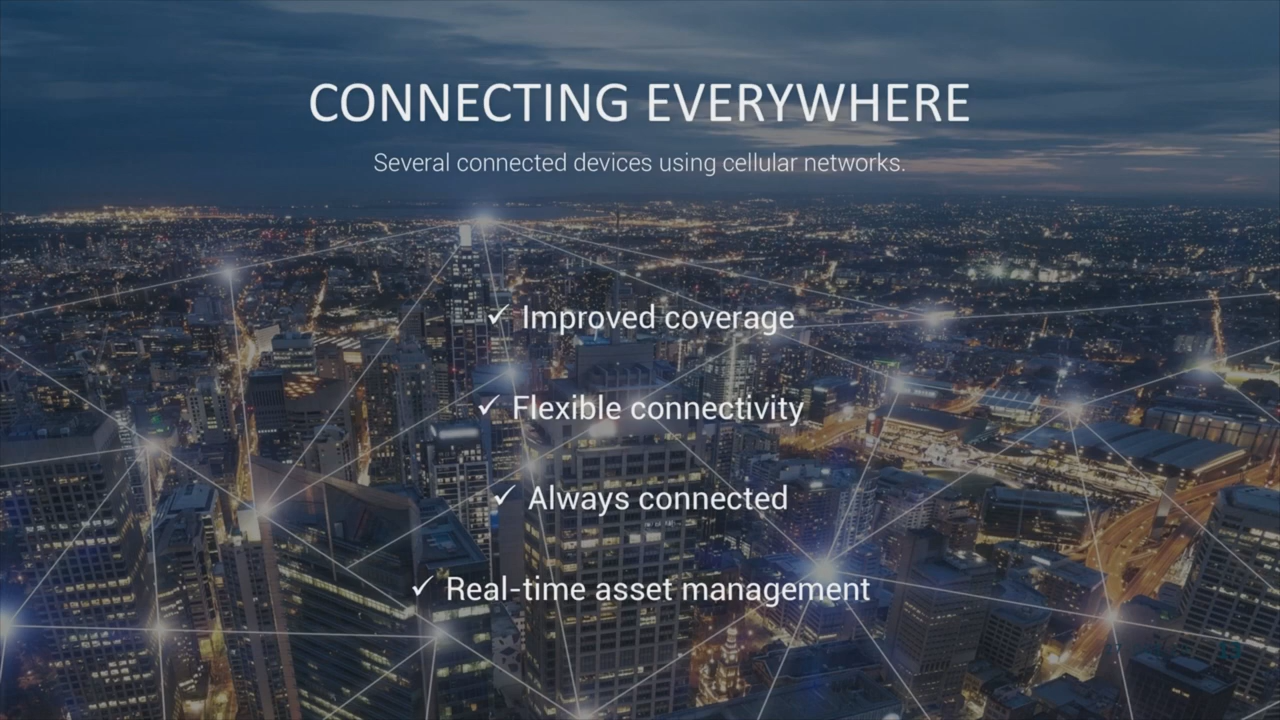 CONNECTING EVERYWHERE
Several connected devices using cellular networks.
✓ Improved coverage
✓ Flexible connectivity
✓ Always connected
✓ Real-time asset management